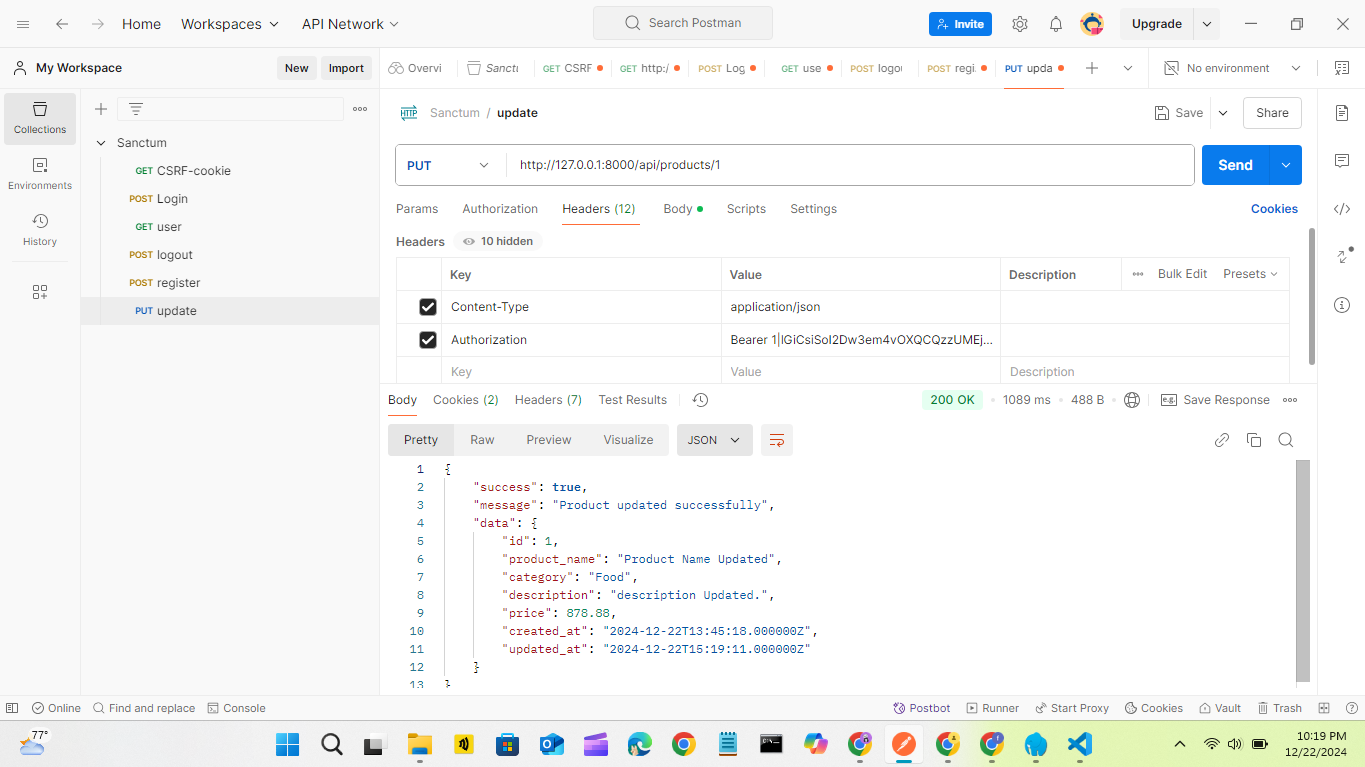 Home Workspaces API Network Search Postman Invite Upgrade
My Workspace New Import Overvi Sanctu GET CSRF GET http:/ POST Log GET use POST logou POST regi PUT upda No environment
Collections
Environments
History
Sanctum
GET CSRF-cookie
POST Login
GET user
POST logout
POST register
PUT update
HTTP Sanctum / update Save Share
PUT http://127.0.0.1:8000/api/products/1 Send
Params Authorization Headers (12) Body Scripts Settings Cookies
Headers 10 hidden
Key Value Description Bulk Edit Presets
Content-Type application/json
Authorization Bearer 1|
Key Value Description
Body Cookies (2) Headers (7) Test Results 200 OK 1089 ms 488 B e.g. Save Response
Pretty Raw Preview Visualize JSON
1 {
2 "success": true,
3 "message": "Product updated successfully",
4 "data": {
5 "id": 1,
6 "product_name": "Product Name Updated",
7 "category": "Food",
8 "description": "description Updated.",
9 "price": 878.88,
10 "created_at": "2024-12-22T13:45:18.000000Z",
11 "updated_at": "2024-12-22T15:19:11.000000Z"
12 }
13 }
Online Find and replace Console Postbot Runner Start Proxy Cookies Vault Trash
77°
10:19 PM
12/22/2024